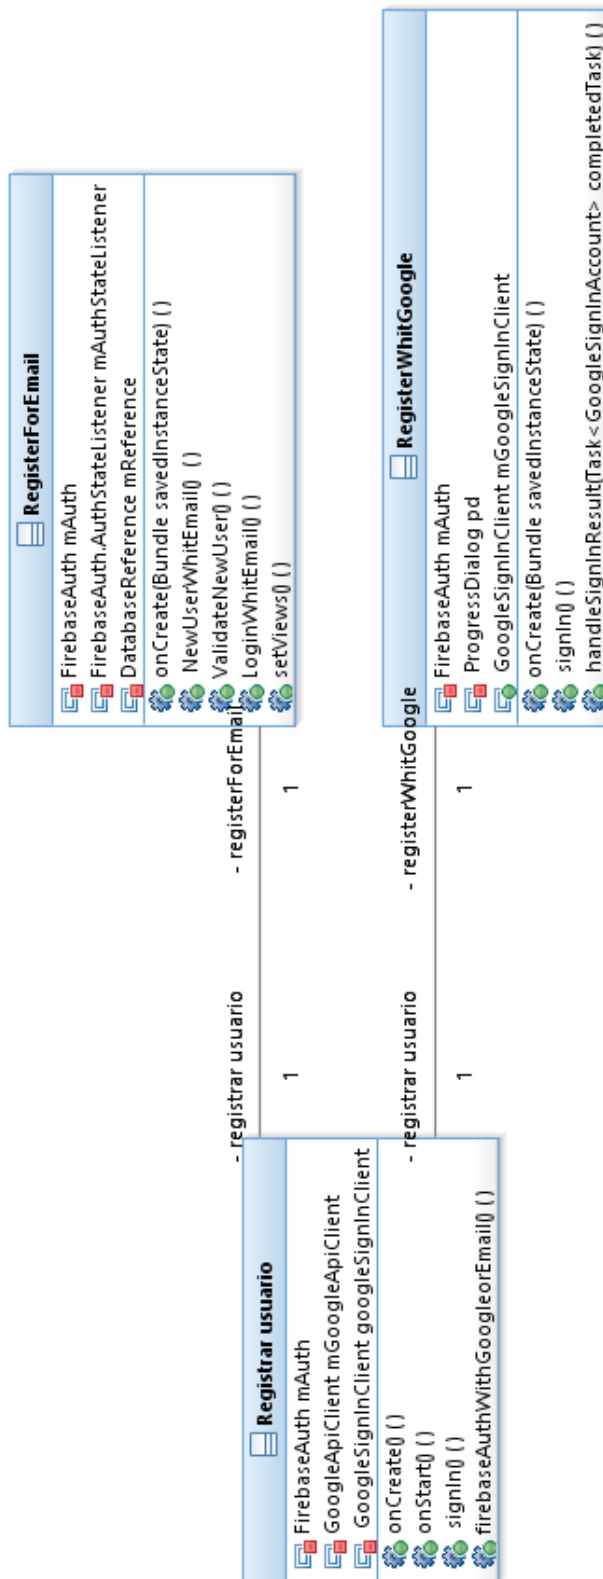 Registrar usuario
FirebaseAuth mAuth
GoogleApiClient mGoogleApiClient
GoogleSignInClient googleSignInClient
onCreate() ( )
onStart() ( )
signIn() ( )
firebaseAuthWithGoogleorEmail() ( )
- registrar usuario
1
- registerForEmail
1
- registrar usuario
1
- registerWhitGoogle
1
RegisterForEmail
FirebaseAuth mAuth
FirebaseAuth.AuthStateListener mAuthStateListener
DatabaseReference mReference
onCreate(Bundle savedInstanceState) ( )
NewUserWhitEmail() ( )
ValidateNewUser() ( )
LoginWhitEmail() ( )
setViews() ( )
RegisterWhitGoogle
FirebaseAuth mAuth
ProgressDialog pd
GoogleSignInClient mGoogleSignInClient
onCreate(Bundle savedInstanceState) ( )
signIn() ( )
handleSignInResult(Task < GoogleSignInAccount> completedTask) ( )